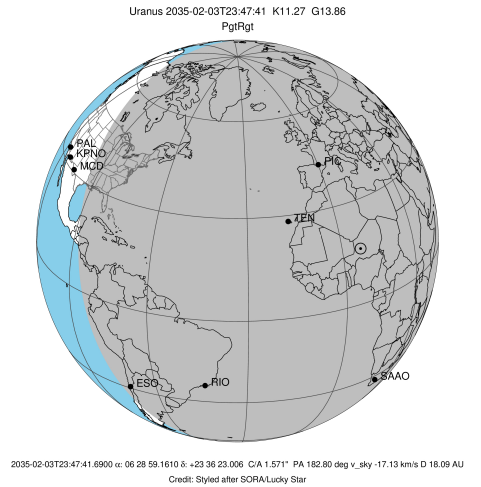 Uranus 2035-02-03T23:47:41 K11.27 G13.86
PgtRgt
PAL
KPNO
MCD
PIC
TEN
ESO
RIO
SAAO
2035-02-03T23:47:41.6900 α: 06 28 59.1610 δ: +23 36 23.006 C/A 1.571" PA 182.80 deg v_sky -17.13 km/s D 18.09 AU
Credit: Styled after SORA/Lucky Star